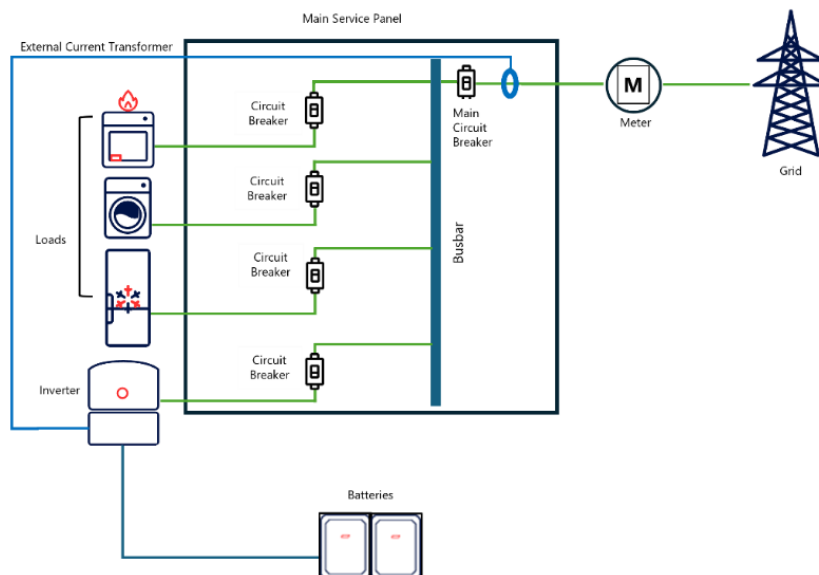 Main Service Panel
External Current Transformer
Circuit
Breaker
Main
Circuit
Breaker
M
Meter
Grid
Circuit
Breaker
Loads
Busbar
Circuit
Breaker
Circuit
Breaker
Inverter
Batteries